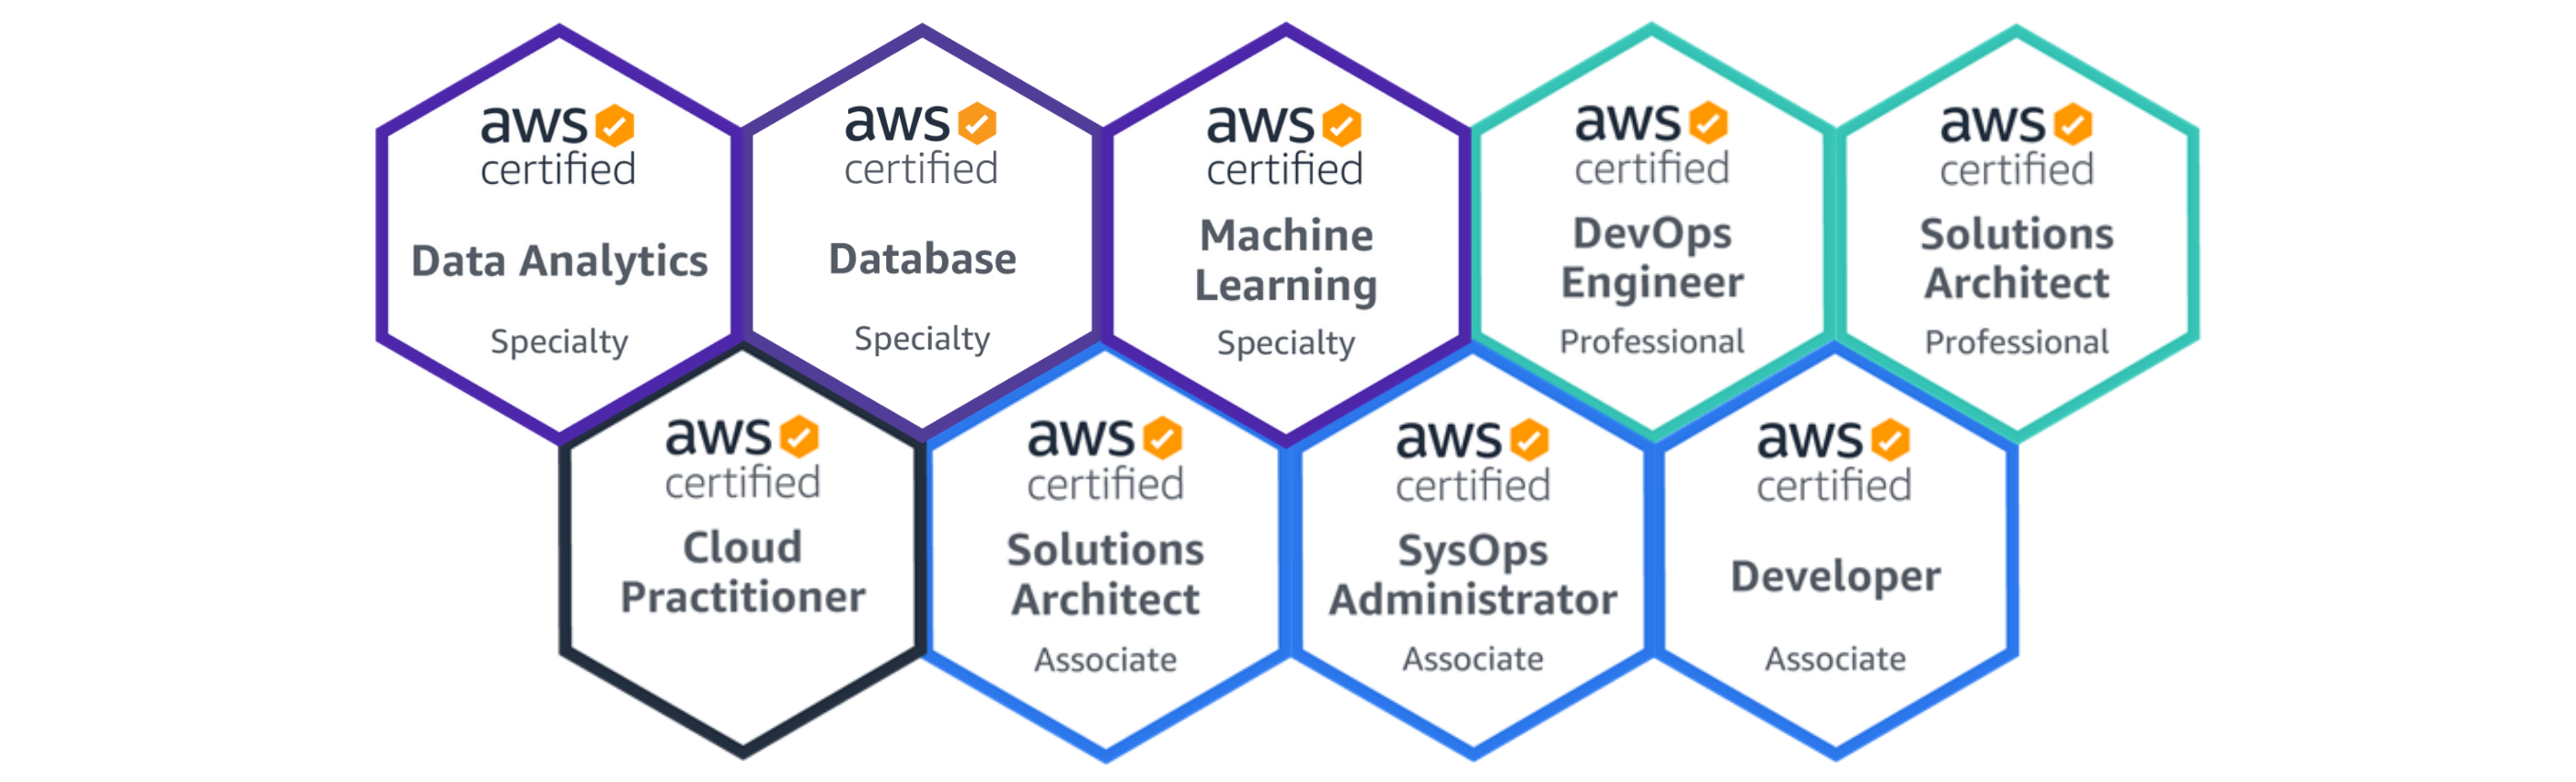 aws
certified
Data Analytics
Specialty
aws
certified
Database
Specialty
aws
certified
Machine
Learning
Specialty
aws
certified
DevOps
Engineer
Professional
aws
certified
Solutions
Architect
Professional
aws
certified
Cloud
Practitioner
aws
certified
Solutions
Architect
Associate
aws
certified
SysOps
Administrator
Associate
aws
certified
Developer
Associate